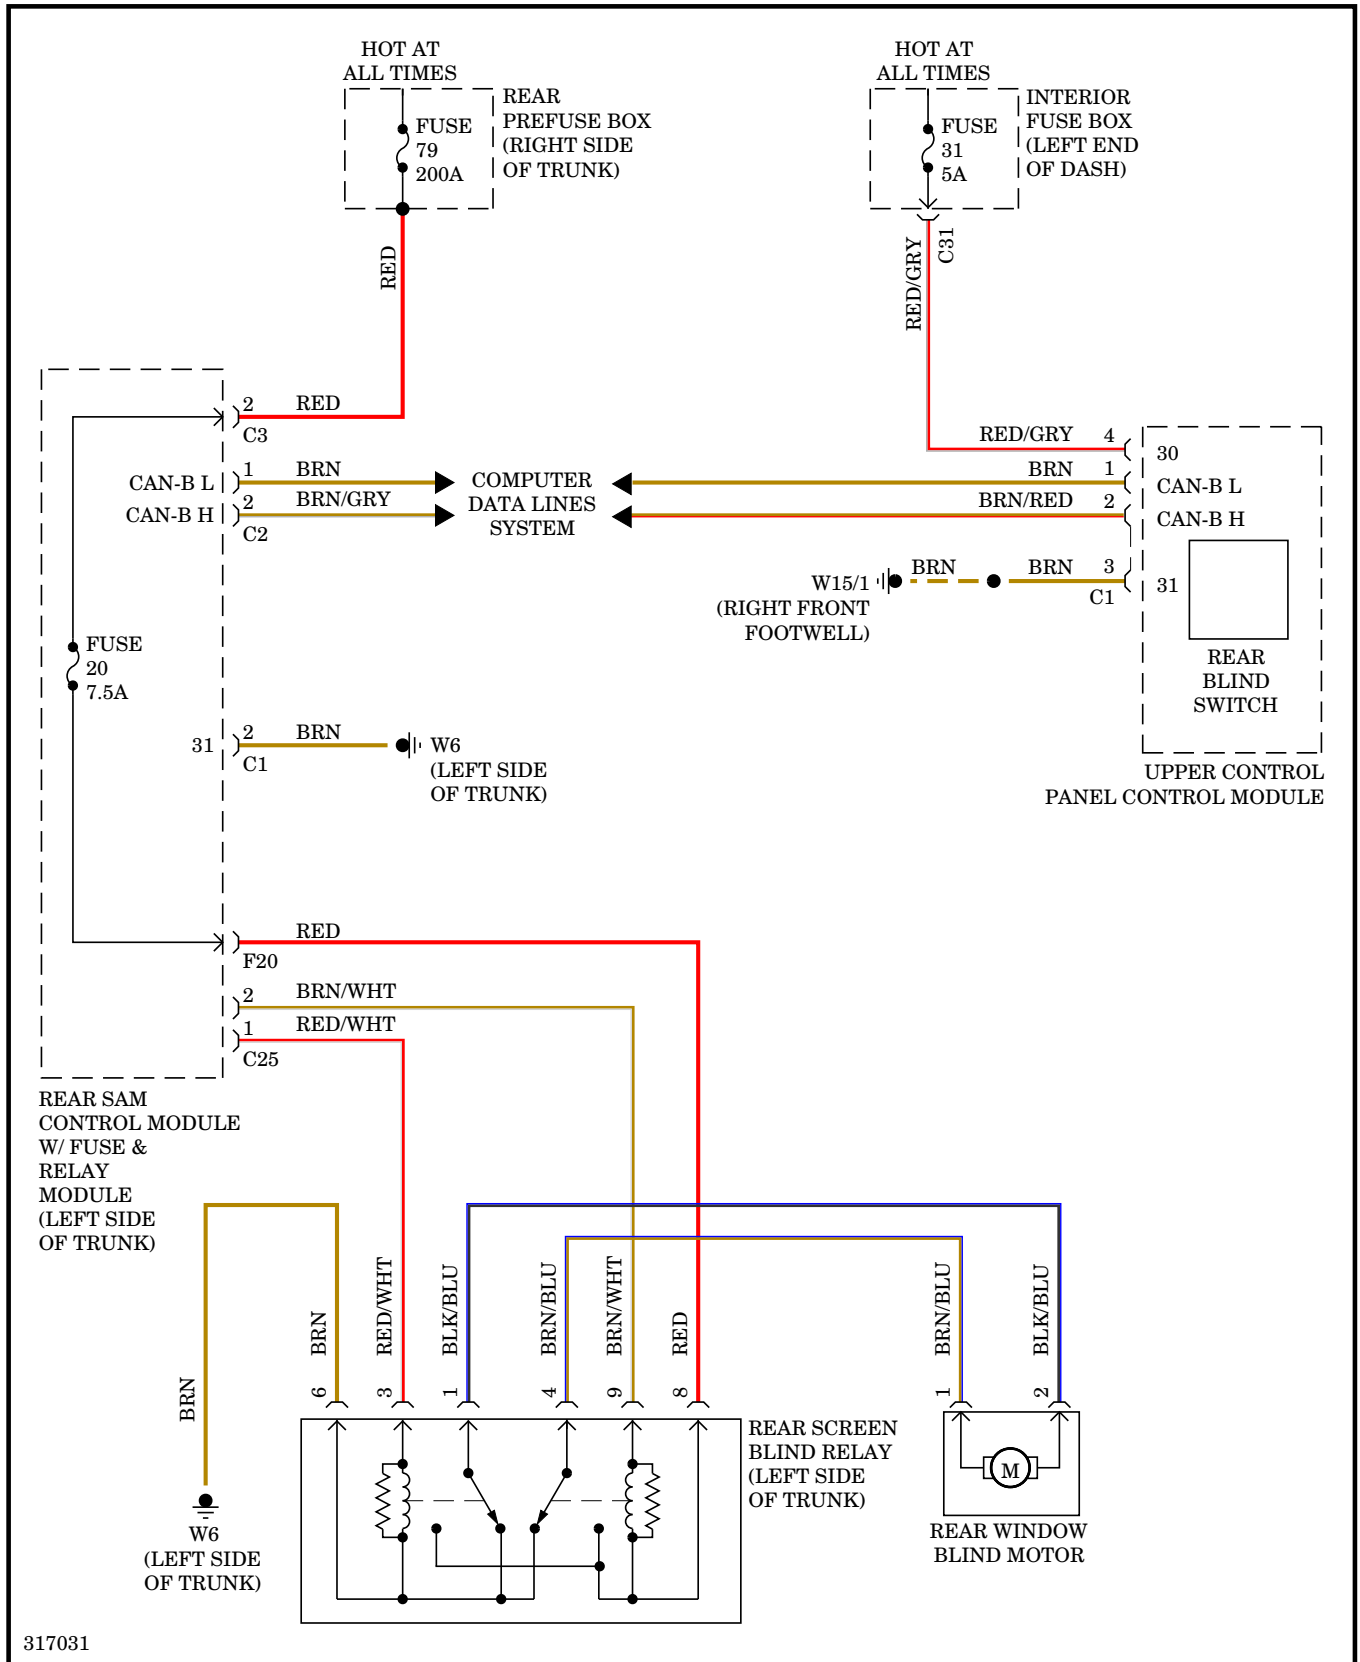 HOT AT
ALL TIMES
REAR
PREFUSE BOX
(RIGHT SIDE
OF TRUNK)
FUSE
79
200A
RED
HOT AT
ALL TIMES
INTERIOR
FUSE BOX
(LEFT END
OF DASH)
FUSE
31
5A
C31
RED/GRY
2 RED
C3
CAN-B L 1 BRN
CAN-B H 2 BRN/GRY
C2
COMPUTER
DATA LINES
SYSTEM
RED/GRY 4 30
BRN 1 CAN-B L
BRN/RED 2 CAN-B H
W15/1 BRN BRN 3 31
C1
(RIGHT FRONT
FOOTWELL)
REAR
BLIND
SWITCH
UPPER CONTROL
PANEL CONTROL MODULE
FUSE
20
7.5A
31 2 BRN W6
C1
(LEFT SIDE
OF TRUNK)
RED
F20
2 BRN/WHT
1 RED/WHT
C25
REAR SAM
CONTROL MODULE
W/ FUSE &
RELAY
MODULE
(LEFT SIDE
OF TRUNK)
BRN
BRN
RED/WHT
BLK/BLU
BRN/BLU
BRN/WHT
RED
BRN/BLU
BLK/BLU
6 3 1 4 9 8 1 2
REAR SCREEN
BLIND RELAY
(LEFT SIDE
OF TRUNK)
M
REAR WINDOW
BLIND MOTOR
W6
(LEFT SIDE
OF TRUNK)
317031